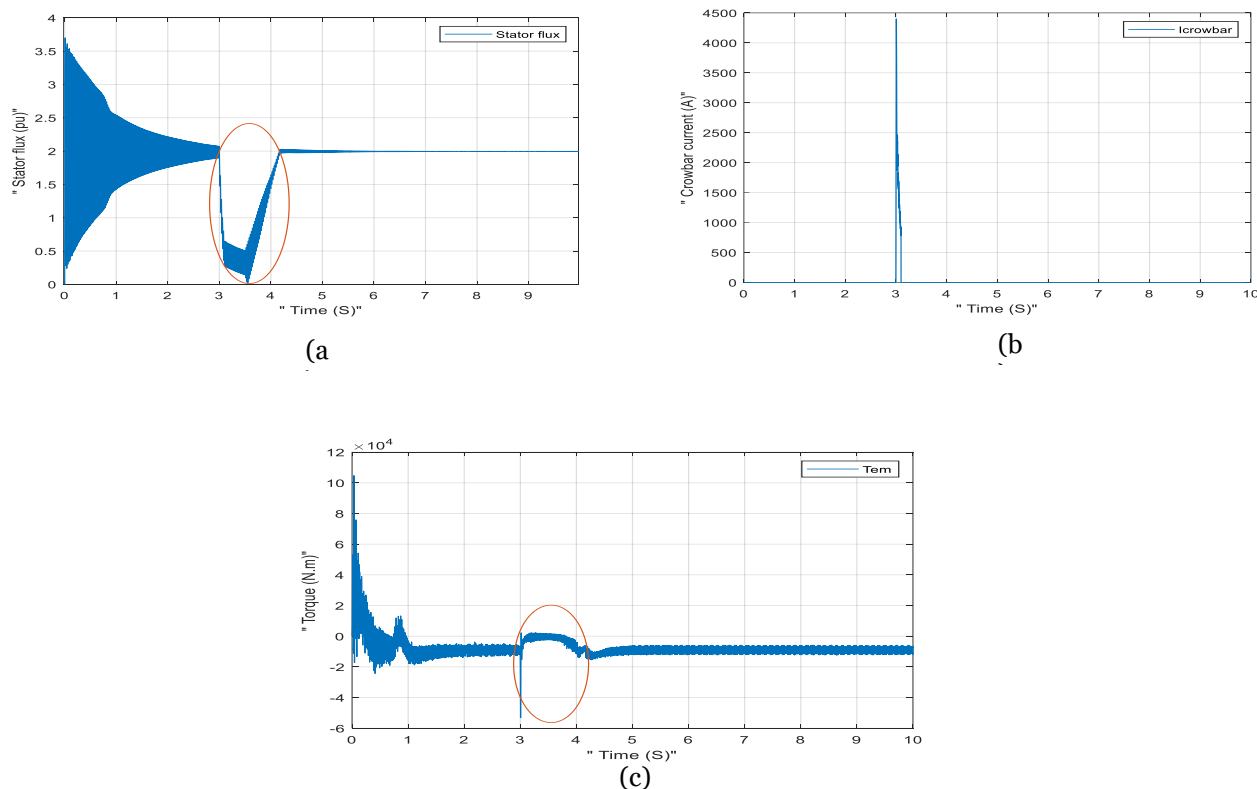 4
3.5
3
2.5
2
1.5
1
0.5
0
" Stator flux (pu)"
Stator flux
0 1 2 3 4 5 6 7 8 9
" Time (S)"
(a
4500
4000
3500
3000
2500
2000
1500
1000
500
0
" Crowbar current (A)"
Icrowbar
0 1 2 3 4 5 6 7 8 9 10
" Time (S)"
(b
× 10⁴
12
10
8
6
4
2
0
-2
-4
-6
" Torque (N.m)"
Tem
0 1 2 3 4 5 6 7 8 9 10
" Time (S)"
(c)